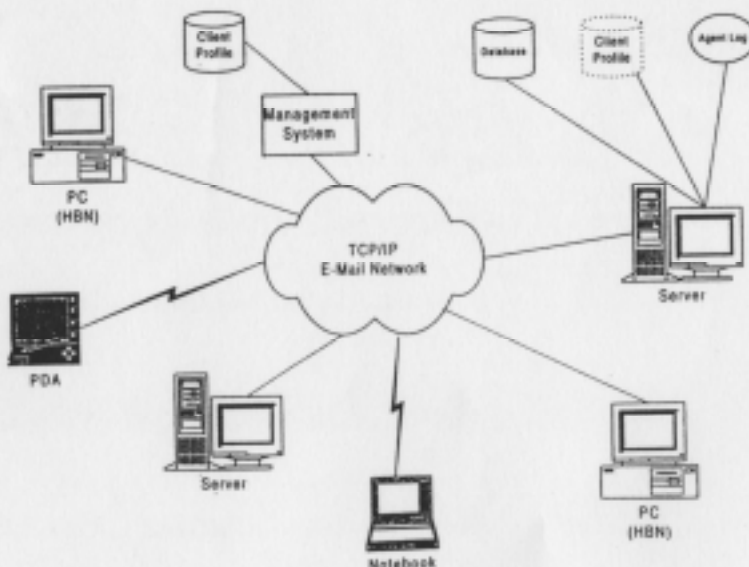 Client
Profile
Database
Client
Profile
Agent Log
Management
System
PC
(HBN)
TCP/IP
E-Mail Network
Server
PDA
Server
Notebook
PC
(HBN)